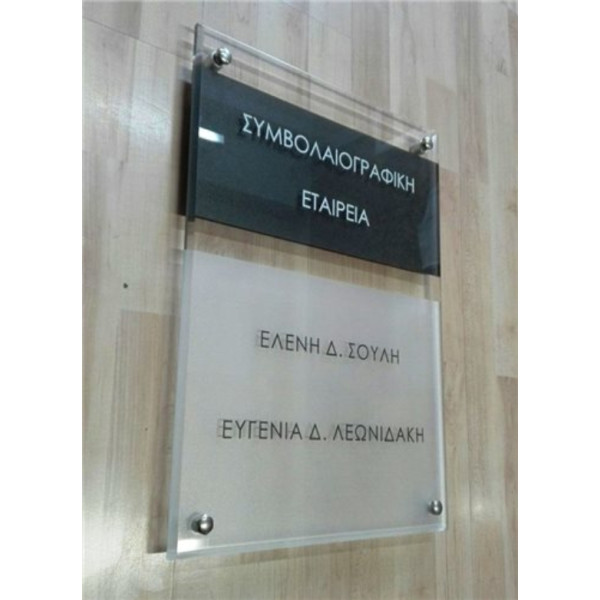 ΣΥΜΒΟΛΑΙΟΓΡΑΦΙΚΗ
ΕΤΑΙΡΕΙΑ
ΕΛΕΝΗ Δ. ΣΟΥΛΗ
ΕΥΓΕΝΙΑ Δ. ΛΕΩΝΙΔΑΚΗ